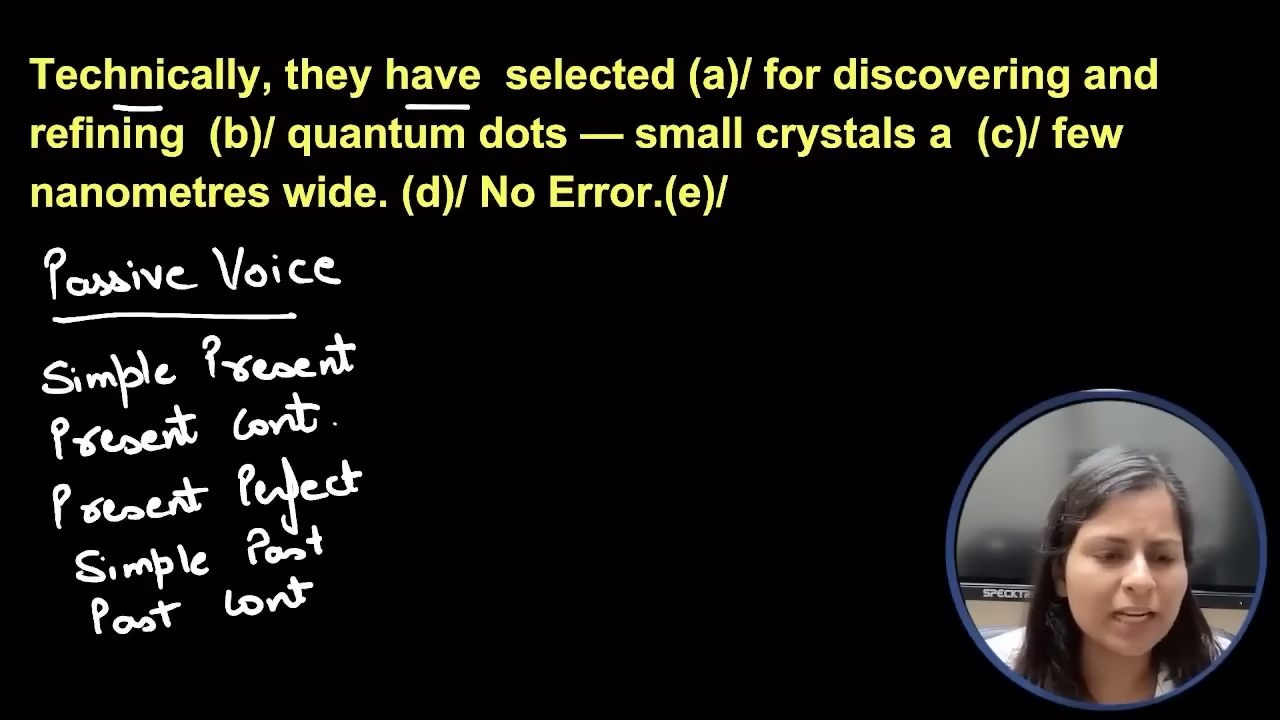 Technically, they have selected (a)/ for discovering and
refining (b)/ quantum dots — small crystals a (c)/ few
nanometres wide. (d)/ No Error.(e)/
Passive Voice
Simple Present
Present Cont.
Present Perfect
Simple Past
Past Cont